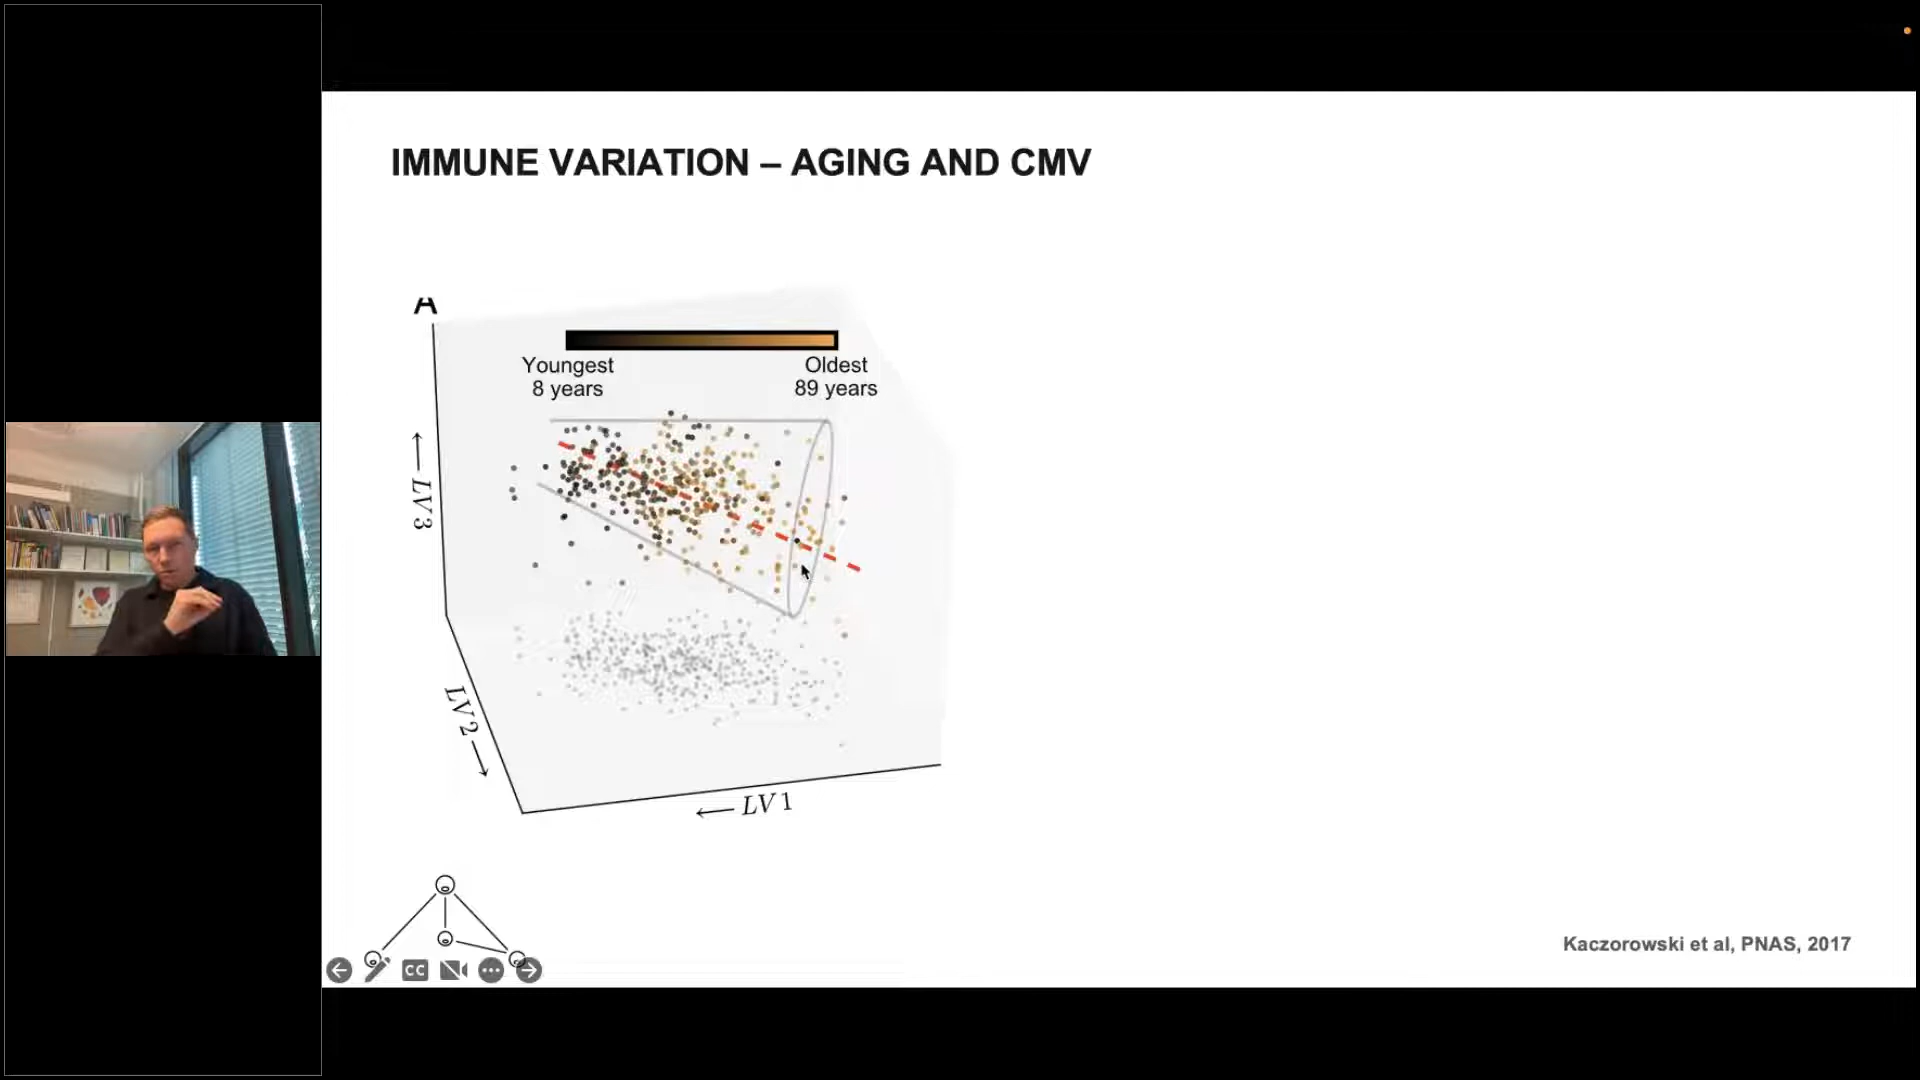 IMMUNE VARIATION – AGING AND CMV
A
Youngest
8 years
Oldest
89 years
← LV 3
LV 2 →
← LV 1
CC
Kaczorowski et al, PNAS, 2017